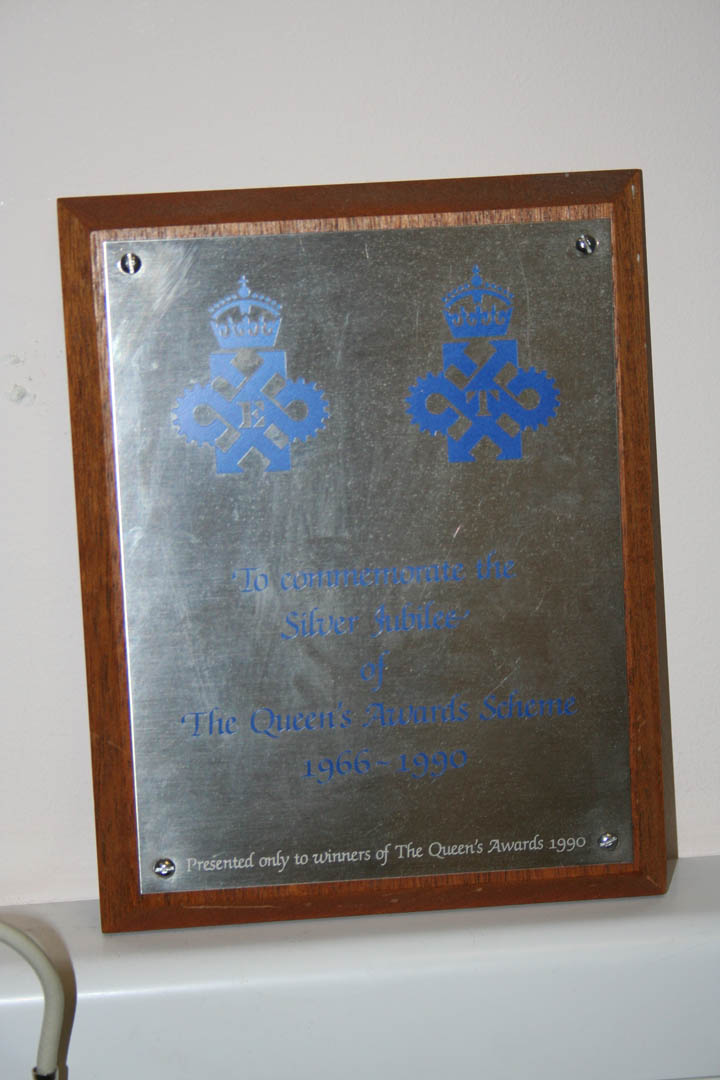 E T
To commemorate the
Silver Jubilee
of
The Queen's Awards Scheme
1966~1990
Presented only to winners of The Queen's Awards 1990